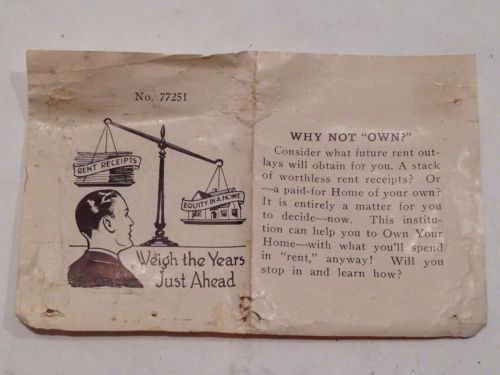 No. 77251
RENT RECEIPTS
EQUITY IN A HOME
Weigh the Years
Just Ahead
WHY NOT "OWN?"
Consider what future rent out-
lays will obtain for you. A stack
of worthless rent receipts? Or
—a paid-for Home of your own?
It is entirely a matter for you
to decide—now. This institu-
tion can help you to Own Your
Home—with what you'll spend
in "rent," anyway! Will you
stop in and learn how?